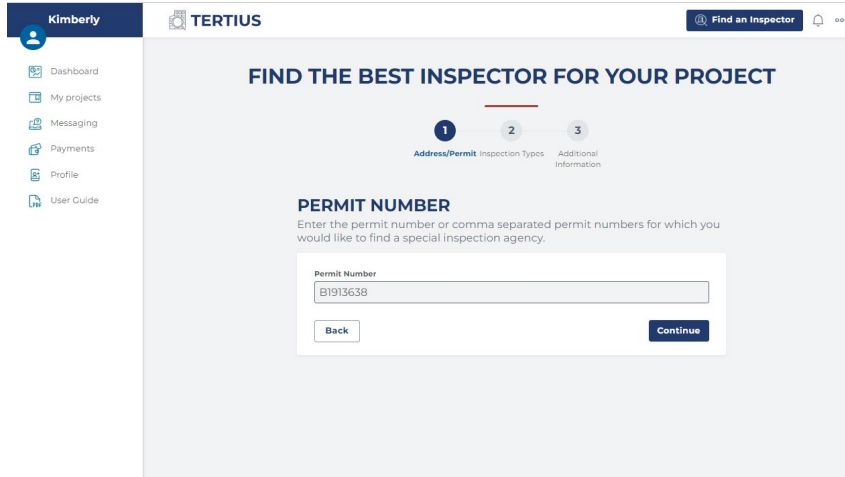 Kimberly
TERTIUS
Find an Inspector
Dashboard
My projects
Messaging
Payments
Profile
PDF
User Guide
FIND THE BEST INSPECTOR FOR YOUR PROJECT
1
2
3
Address/Permit
Inspection Types
Additional
Information
PERMIT NUMBER
Enter the permit number or comma separated permit numbers for which you
would like to find a special inspection agency.
Permit Number
B1913638
Back
Continue